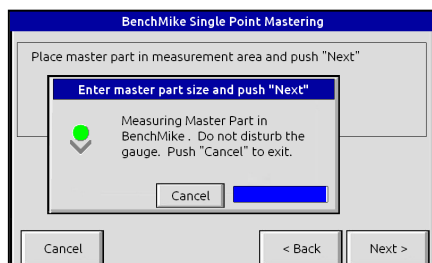 BenchMike Single Point Mastering
Place master part in measurement area and push "Next"
Enter master part size and push "Next"
Measuring Master Part in
BenchMike . Do not disturb the
gauge. Push "Cancel" to exit.
Cancel
Cancel
< Back
Next >